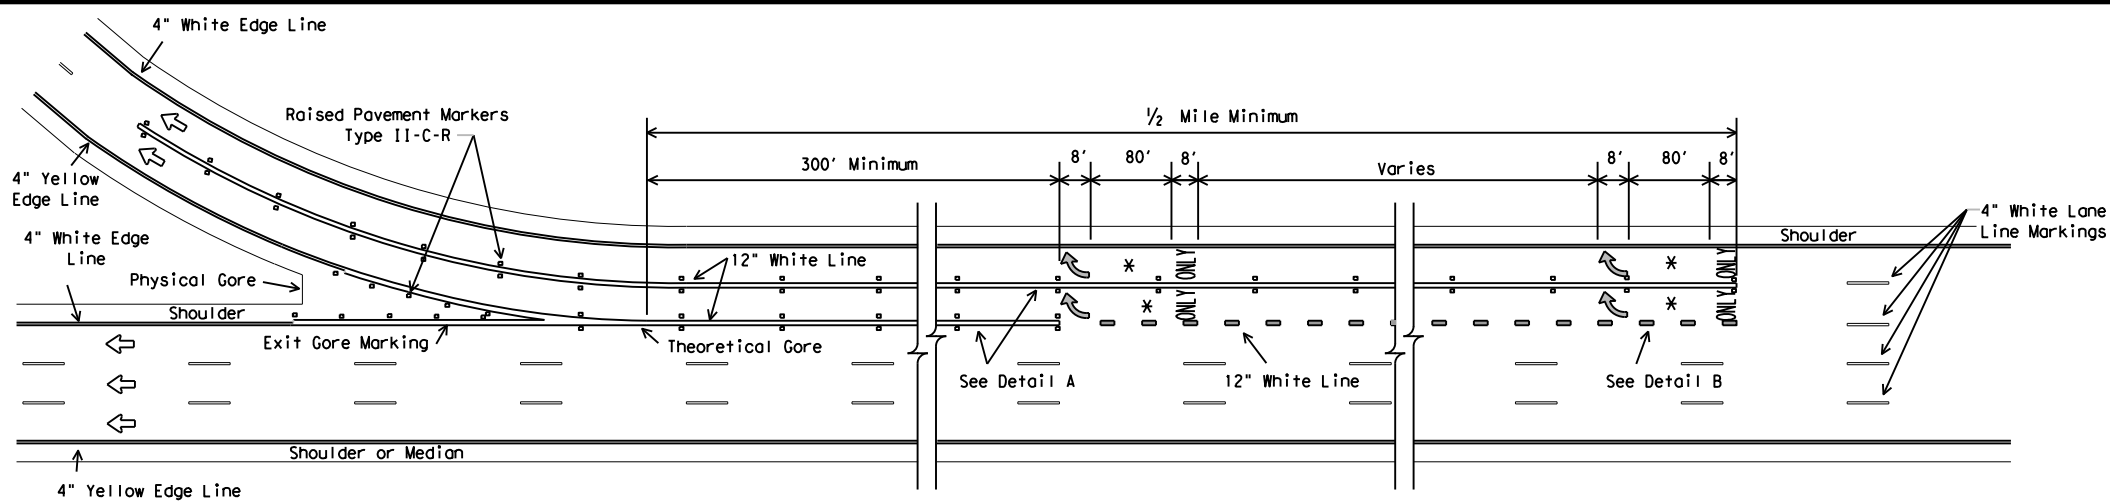 4" White Edge Line
Raised Pavement Markers
Type II-C-R
½ Mile Minimum
300' Minimum
8'
80'
8'
Varies
8'
80'
8'
4" Yellow
Edge Line
4" White Edge
Line
Physical Gore
Shoulder
Exit Gore Marking
12" White Line
Theoretical Gore
ONLY
*
ONLY
*
ONLY
*
ONLY
*
Shoulder
4" White Lane
Line Markings
See Detail A
12" White Line
See Detail B
Shoulder or Median
4" Yellow Edge Line